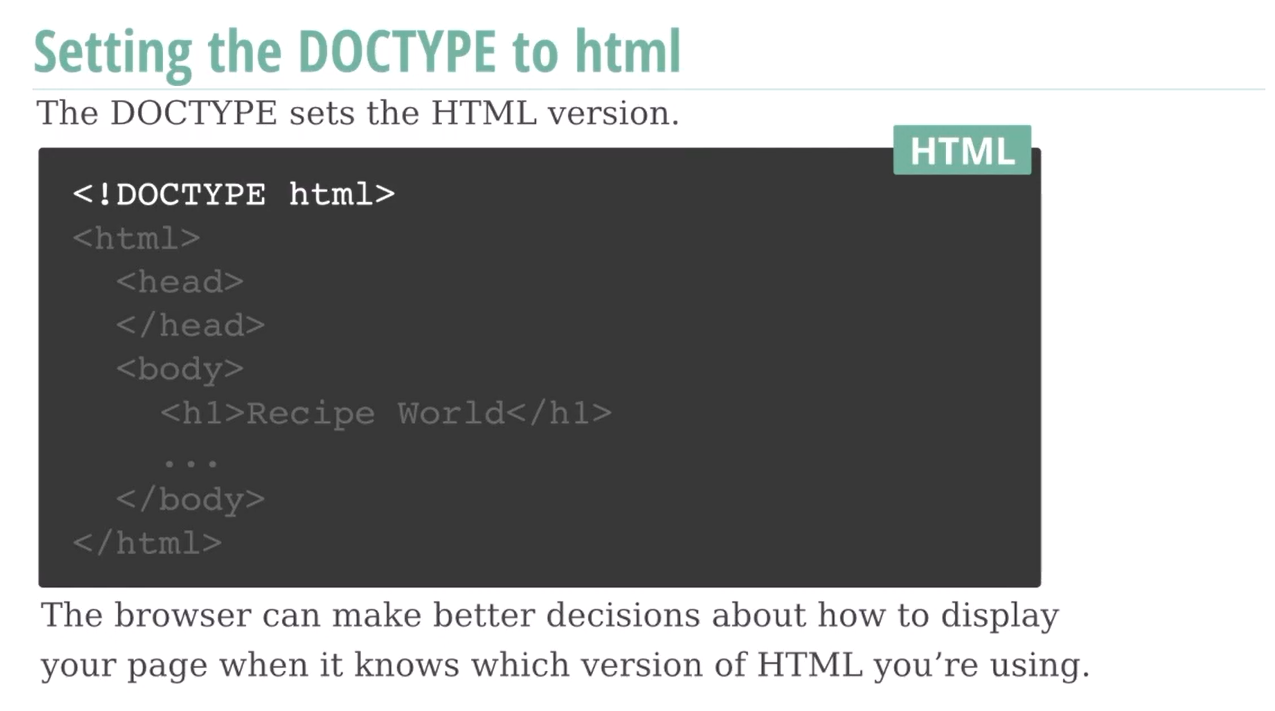 Setting the DOCTYPE to html
The DOCTYPE sets the HTML version.
HTML
<!DOCTYPE html>
<html>
  <head>
  </head>
  <body>
    <h1>Recipe World</h1>
    ...
  </body>
</html>
The browser can make better decisions about how to display
your page when it knows which version of HTML you’re using.